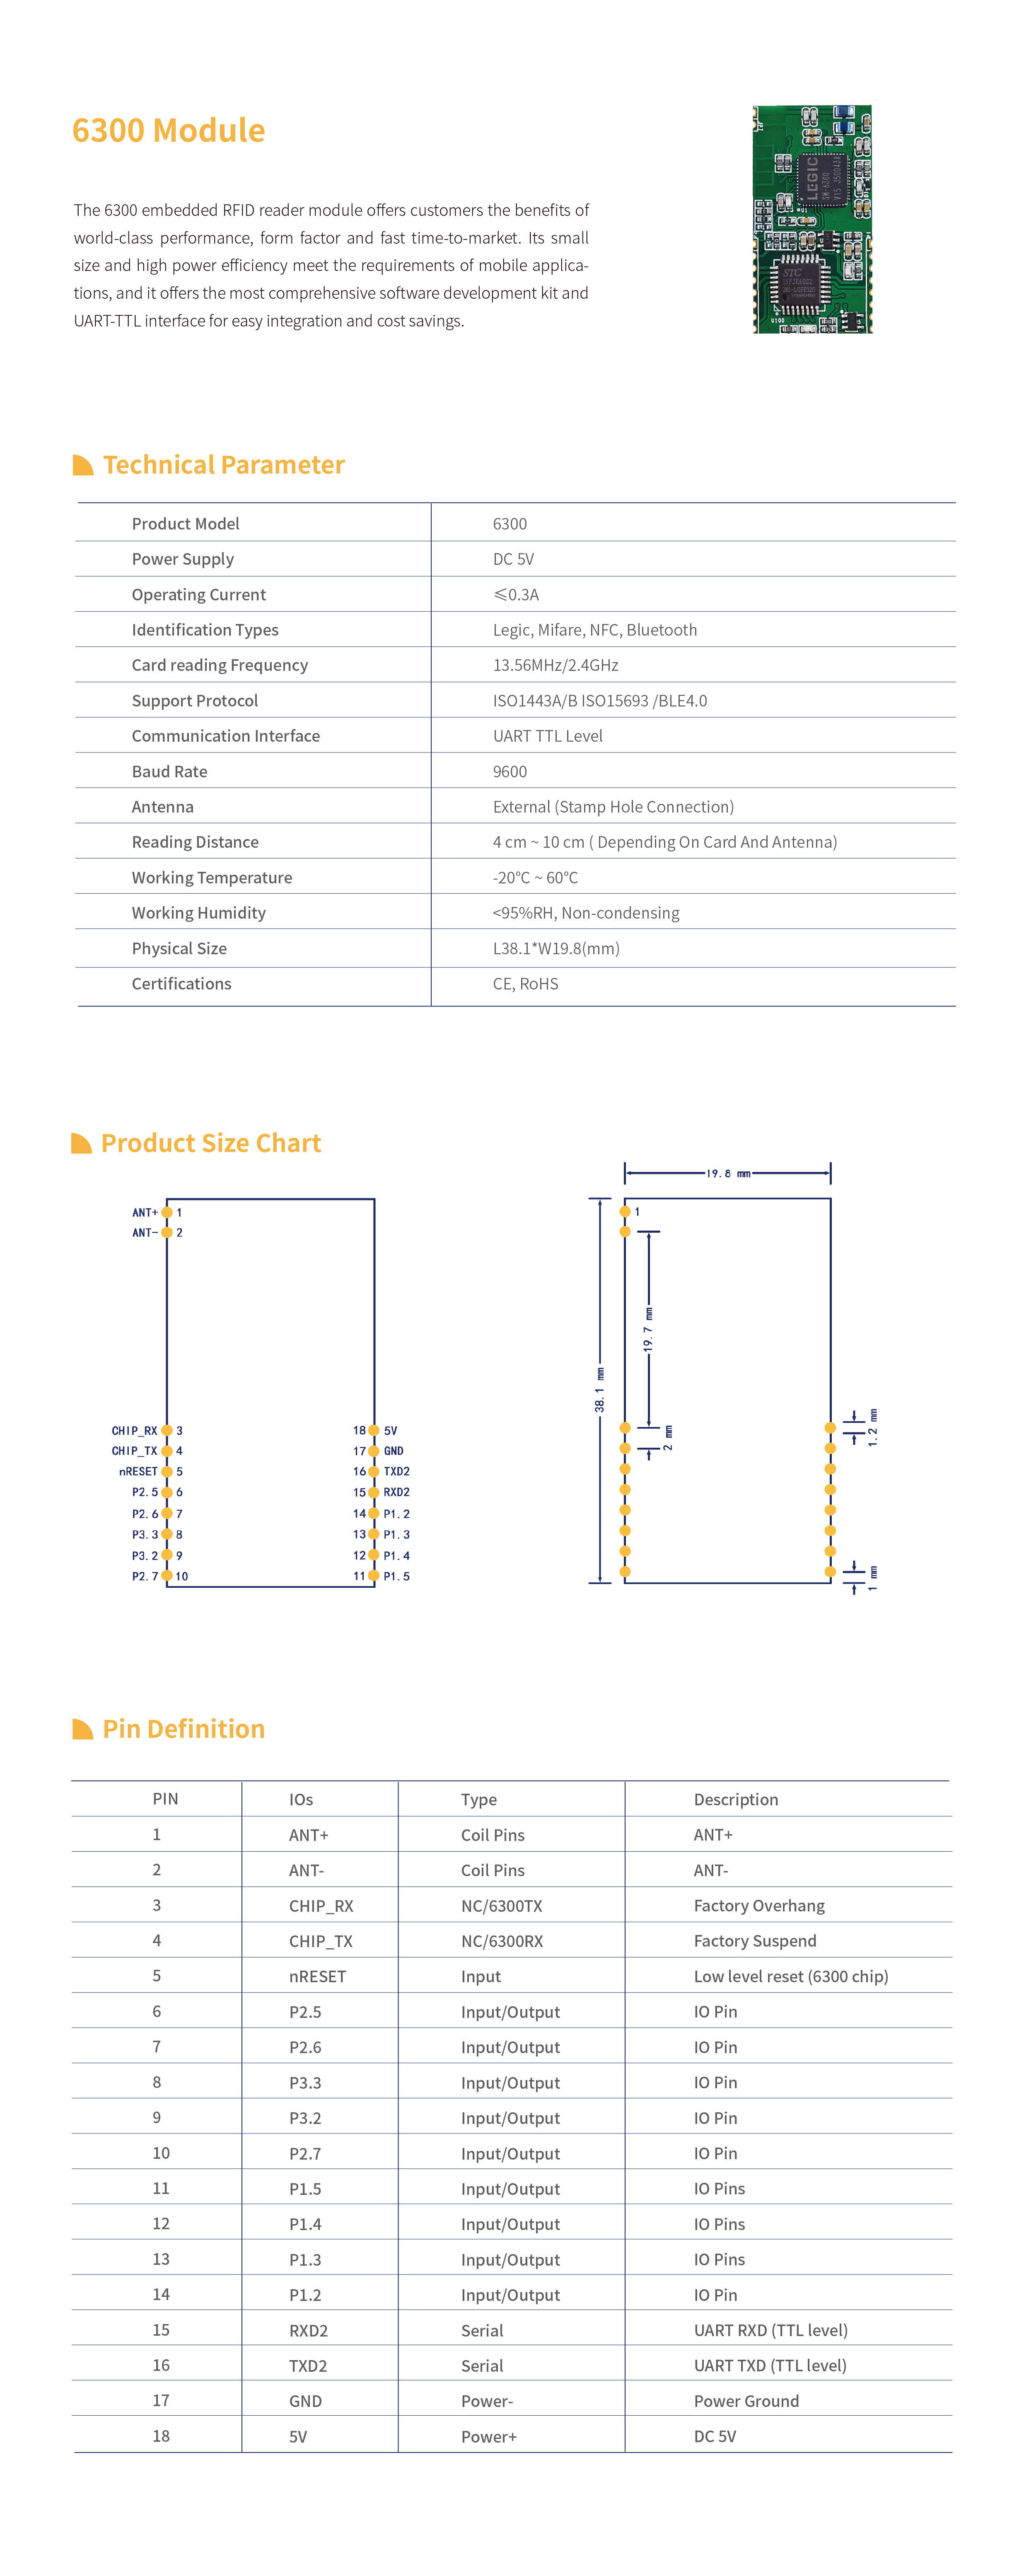 6300 Module
The 6300 embedded RFID reader module offers customers the benefits of
world-class performance, form factor and fast time-to-market. Its small
size and high power efficiency meet the requirements of mobile applica-
tions, and it offers the most comprehensive software development kit and
UART-TTL interface for easy integration and cost savings.
LEGIC
SM-6300
STC
U100
Technical Parameter
Product Model 6300
Power Supply DC 5V
Operating Current ⩽0.3A
Identification Types Legic, Mifare, NFC, Bluetooth
Card reading Frequency 13.56MHz/2.4GHz
Support Protocol ISO1443A/B ISO15693 /BLE4.0
Communication Interface UART TTL Level
Baud Rate 9600
Antenna External (Stamp Hole Connection)
Reading Distance 4 cm ~ 10 cm ( Depending On Card And Antenna)
Working Temperature -20℃ ~ 60℃
Working Humidity <95%RH, Non-condensing
Physical Size L38.1*W19.8(mm)
Certifications CE, RoHS
Product Size Chart
ANT+ 1
ANT- 2
CHIP_RX 3 18 5V
CHIP_TX 4 17 GND
nRESET 5 16 TXD2
P2.5 6 15 RXD2
P2.6 7 14 P1.2
P3.3 8 13 P1.3
P3.2 9 12 P1.4
P2.7 10 11 P1.5
19.8 mm
1
19.7 mm
38.1 mm
2 mm
1.2 mm
1 mm
Pin Definition
PIN IOs Type Description
1 ANT+ Coil Pins ANT+
2 ANT- Coil Pins ANT-
3 CHIP_RX NC/6300TX Factory Overhang
4 CHIP_TX NC/6300RX Factory Suspend
5 nRESET Input Low level reset (6300 chip)
6 P2.5 Input/Output IO Pin
7 P2.6 Input/Output IO Pin
8 P3.3 Input/Output IO Pin
9 P3.2 Input/Output IO Pin
10 P2.7 Input/Output IO Pin
11 P1.5 Input/Output IO Pins
12 P1.4 Input/Output IO Pins
13 P1.3 Input/Output IO Pins
14 P1.2 Input/Output IO Pin
15 RXD2 Serial UART RXD (TTL level)
16 TXD2 Serial UART TXD (TTL level)
17 GND Power- Power Ground
18 5V Power+ DC 5V